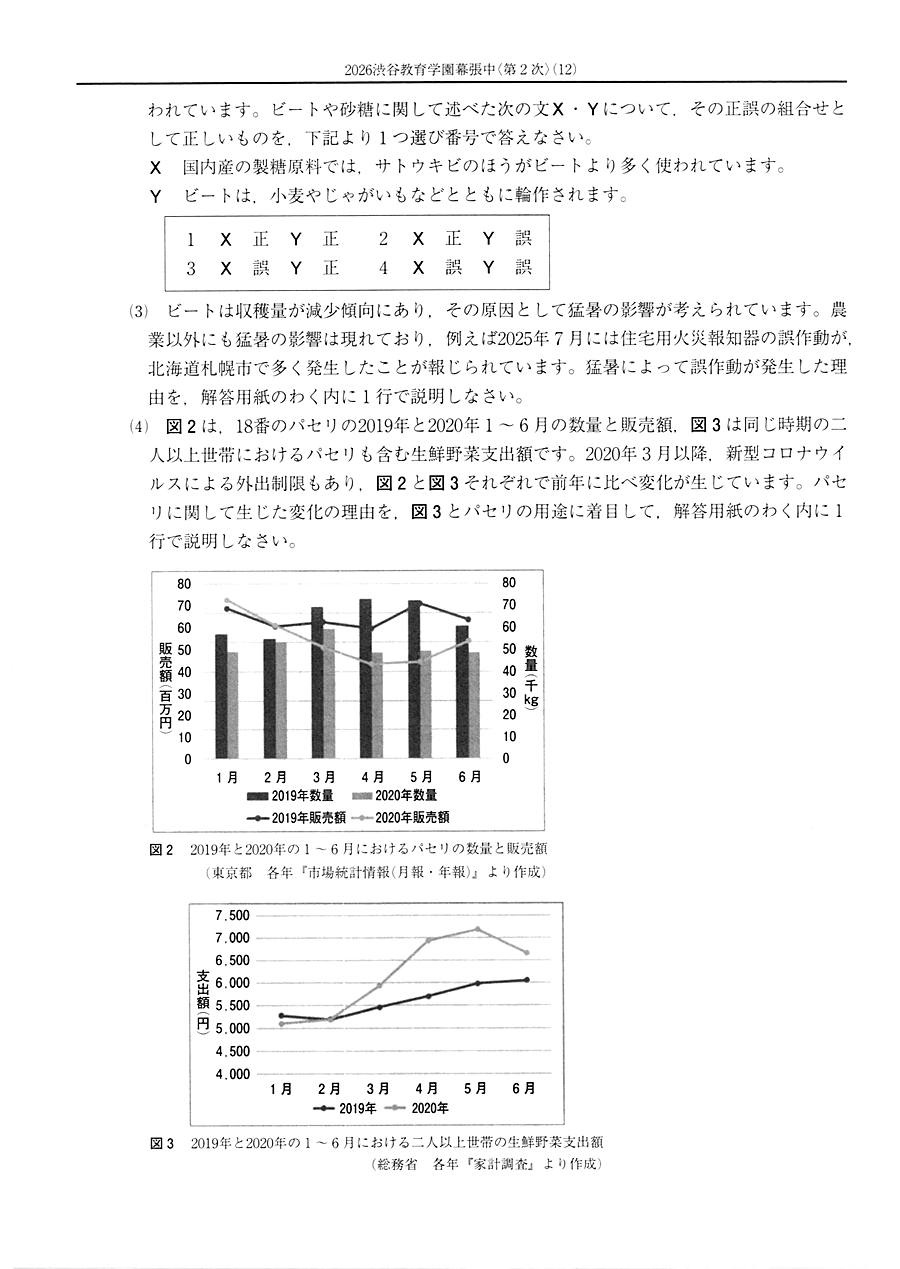 2026渋谷教育学園幕張中〈第2次〉(12)
われています。ビートや砂糖に関して述べた次の文X・Yについて，その正誤の組合せと
して正しいものを，下記より1つ選び番号で答えなさい。
X 国内産の製糖原料では，サトウキビのほうがビートより多く使われています。
Y ビートは，小麦やじゃがいもなどとともに輪作されます。
1 X 正 Y 正 2 X 正 Y 誤
3 X 誤 Y 正 4 X 誤 Y 誤
(3) ビートは収穫量が減少傾向にあり，その原因として猛暑の影響が考えられています。農
業以外にも猛暑の影響は現れており，例えば2025年7月には住宅用火災報知器の誤作動が，
北海道札幌市で多く発生したことが報じられています。猛暑によって誤作動が発生した理
由を，解答用紙のわく内に1行で説明しなさい。
(4) 図2は，18番のパセリの2019年と2020年1～6月の数量と販売額，図3は同じ時期の二
人以上世帯におけるパセリも含む生鮮野菜支出額です。2020年3月以降，新型コロナウイ
ルスによる外出制限もあり，図2と図3それぞれで前年に比べ変化が生じています。パセ
リに関して生じた変化の理由を，図3とパセリの用途に着目して，解答用紙のわく内に1
行で説明しなさい。
販売額(百万円)
80
70
60
50
40
30
20
10
0
80
70
60
50
40
30
20
10
0
数量(千kg)
1月 2月 3月 4月 5月 6月
2019年数量 2020年数量
2019年販売額 2020年販売額
図2 2019年と2020年の1～6月におけるパセリの数量と販売額
(東京都 各年『市場統計情報(月報・年報)』より作成)
支出額(円)
7,500
7,000
6,500
6,000
5,500
5,000
4,500
4,000
1月 2月 3月 4月 5月 6月
2019年 2020年
図3 2019年と2020年の1～6月における二人以上世帯の生鮮野菜支出額
(総務省 各年『家計調査』より作成)